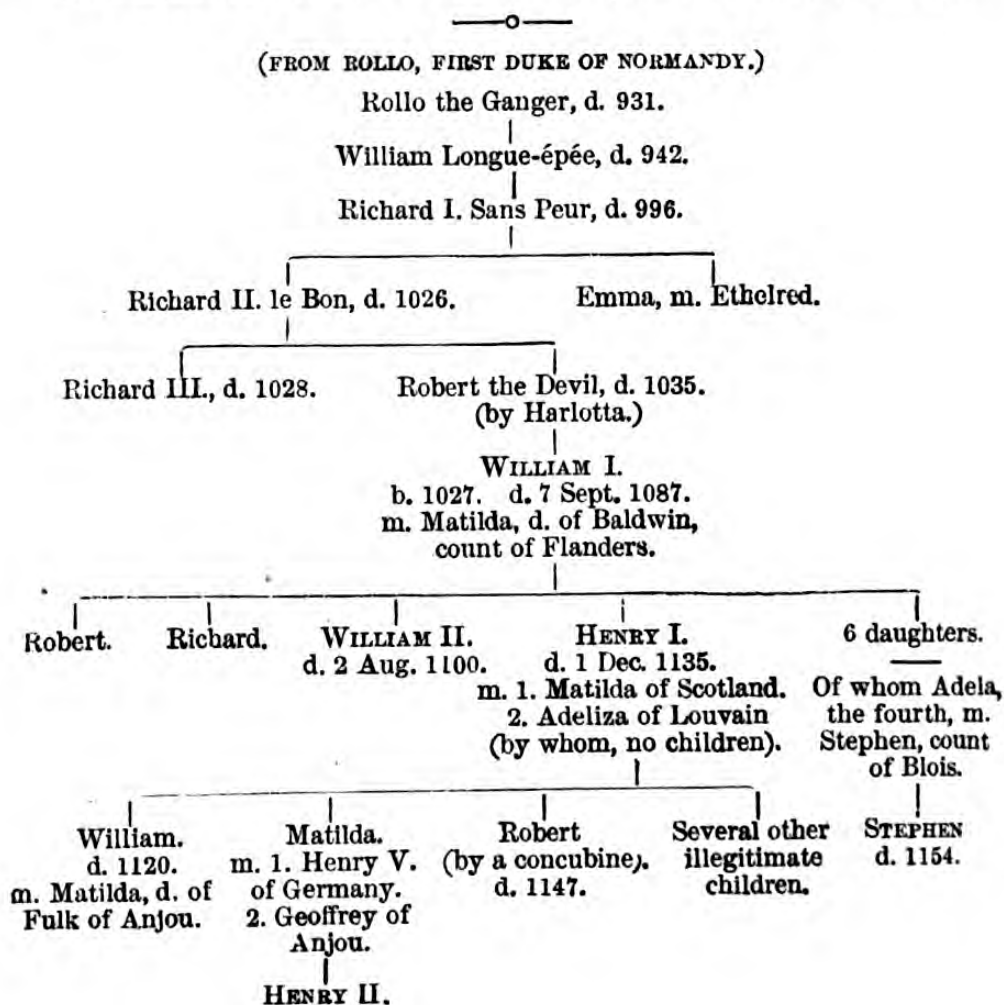 (FROM ROLLO, FIRST DUKE OF NORMANDY.)
Rollo the Ganger, d. 931.
William Longue-épée, d. 942.
Richard I. Sans Peur, d. 996.
Richard II. le Bon, d. 1026.
Emma, m. Ethelred.
Richard III., d. 1028.
Robert the Devil, d. 1035.
(by Harlotta.)
WILLIAM I.
b. 1027. d. 7 Sept. 1087.
m. Matilda, d. of Baldwin,
count of Flanders.
Robert.
Richard.
WILLIAM II.
d. 2 Aug. 1100.
HENRY I.
d. 1 Dec. 1135.
m. 1. Matilda of Scotland.
2. Adeliza of Louvain
(by whom, no children).
6 daughters.
Of whom Adela,
the fourth, m.
Stephen, count
of Blois.
William.
d. 1120.
m. Matilda, d. of
Fulk of Anjou.
Matilda.
m. 1. Henry V.
of Germany.
2. Geoffrey of
Anjou.
Robert
(by a concubine).
d. 1147.
Several other
illegitimate
children.
STEPHEN
d. 1154.
HENRY II.